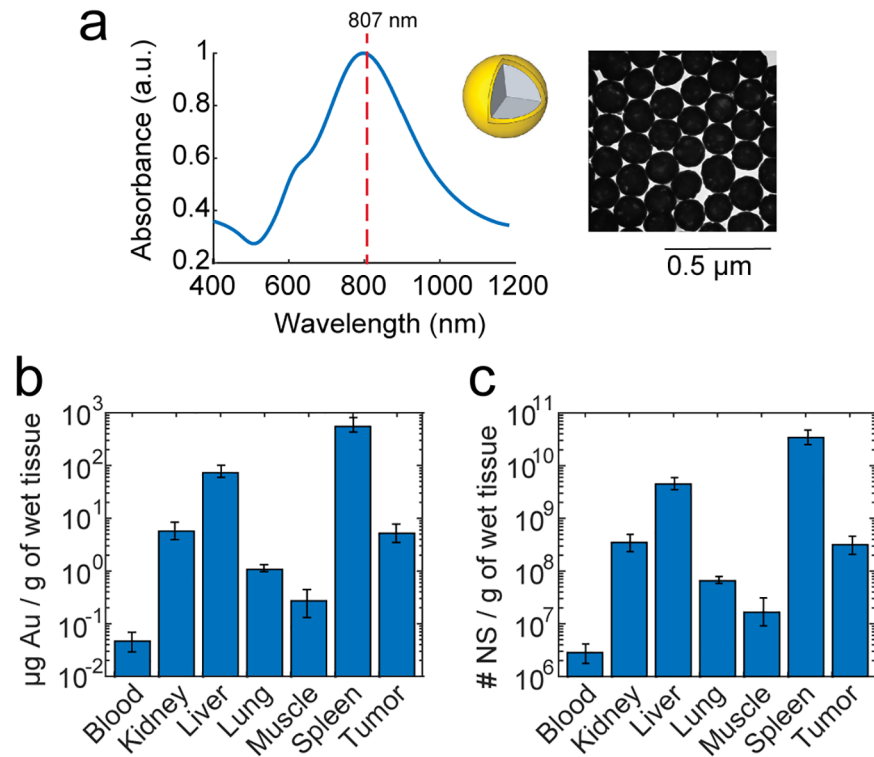 a
807 nm
Absorbance (a.u.)
1
0.8
0.6
0.4
0.2
400 600 800 1000 1200
Wavelength (nm)
0.5 µm
b
µg Au / g of wet tissue
10³
10²
10¹
10⁰
10⁻¹
10⁻²
Blood Kidney Liver Lung Muscle Spleen Tumor
c
# NS / g of wet tissue
10¹¹
10¹⁰
10⁹
10⁸
10⁷
10⁶
Blood Kidney Liver Lung Muscle Spleen Tumor